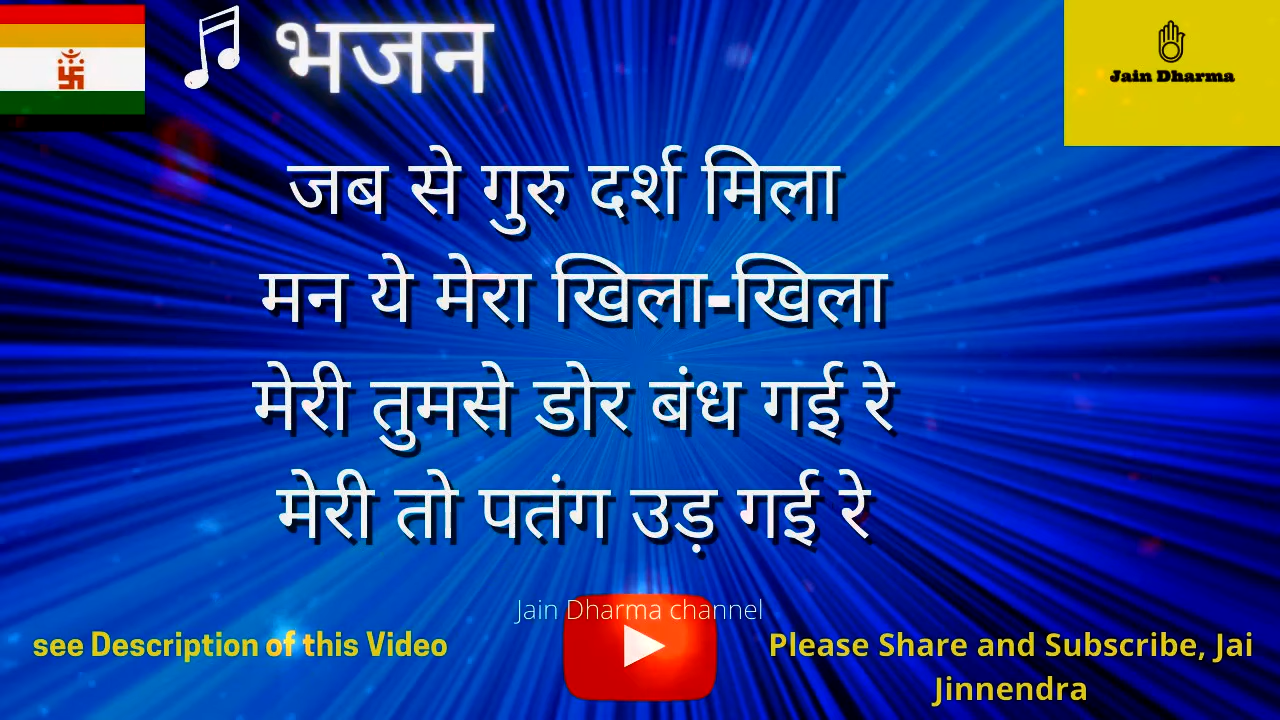 भजन
Jain Dharma
जब से गुरु दर्श मिला
मन ये मेरा खिला-खिला
मेरी तुमसे डोर बंध गई रे
मेरी तो पतंग उड़ गई रे
Jain Dharma channel
see Description of this Video
Please Share and Subscribe, Jai
Jinnendra